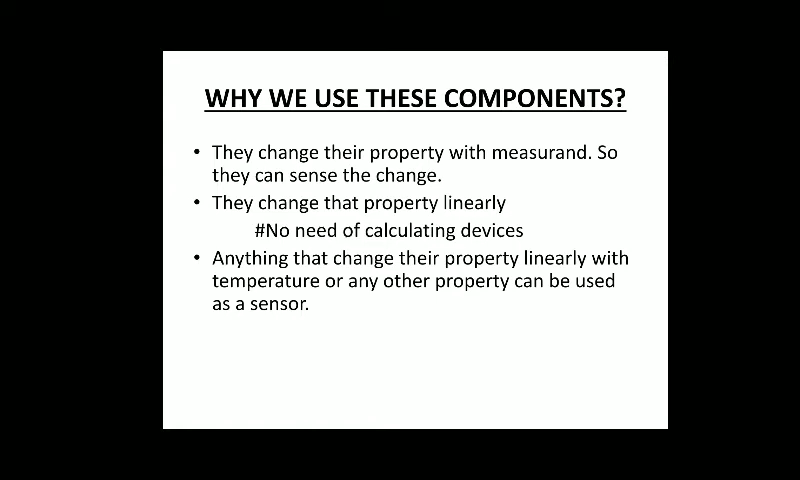 WHY WE USE THESE COMPONENTS?
• They change their property with measurand. So
they can sense the change.
• They change that property linearly
#No need of calculating devices
• Anything that change their property linearly with
temperature or any other property can be used
as a sensor.